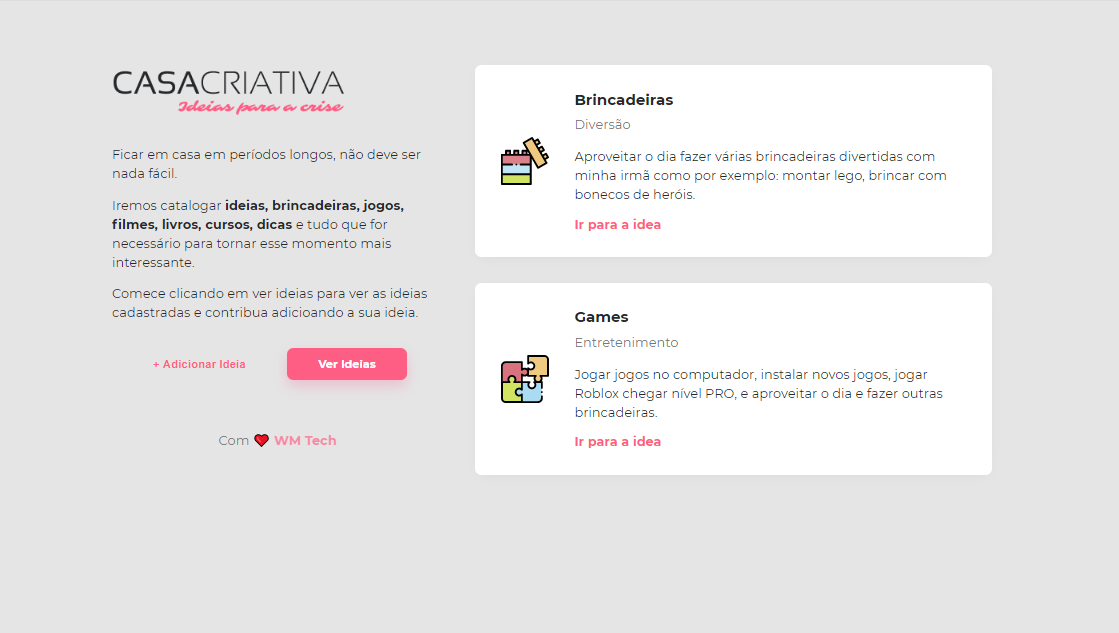 CASACRIATIVA
Ideias para a crise
Ficar em casa em períodos longos, não deve ser
nada fácil.
Iremos catalogar ideias, brincadeiras, jogos,
filmes, livros, cursos, dicas e tudo que for
necessário para tornar esse momento mais
interessante.
Comece clicando em ver ideias para ver as ideias
cadastradas e contribua adicioando a sua ideia.
+ Adicionar Ideia
Ver Ideias
Com WM Tech
Brincadeiras
Diversão
Aproveitar o dia fazer várias brincadeiras divertidas com
minha irmã como por exemplo: montar lego, brincar com
bonecos de heróis.
Ir para a idea
Games
Entretenimento
Jogar jogos no computador, instalar novos jogos, jogar
Roblox chegar nível PRO, e aproveitar o dia e fazer outras
brincadeiras.
Ir para a idea